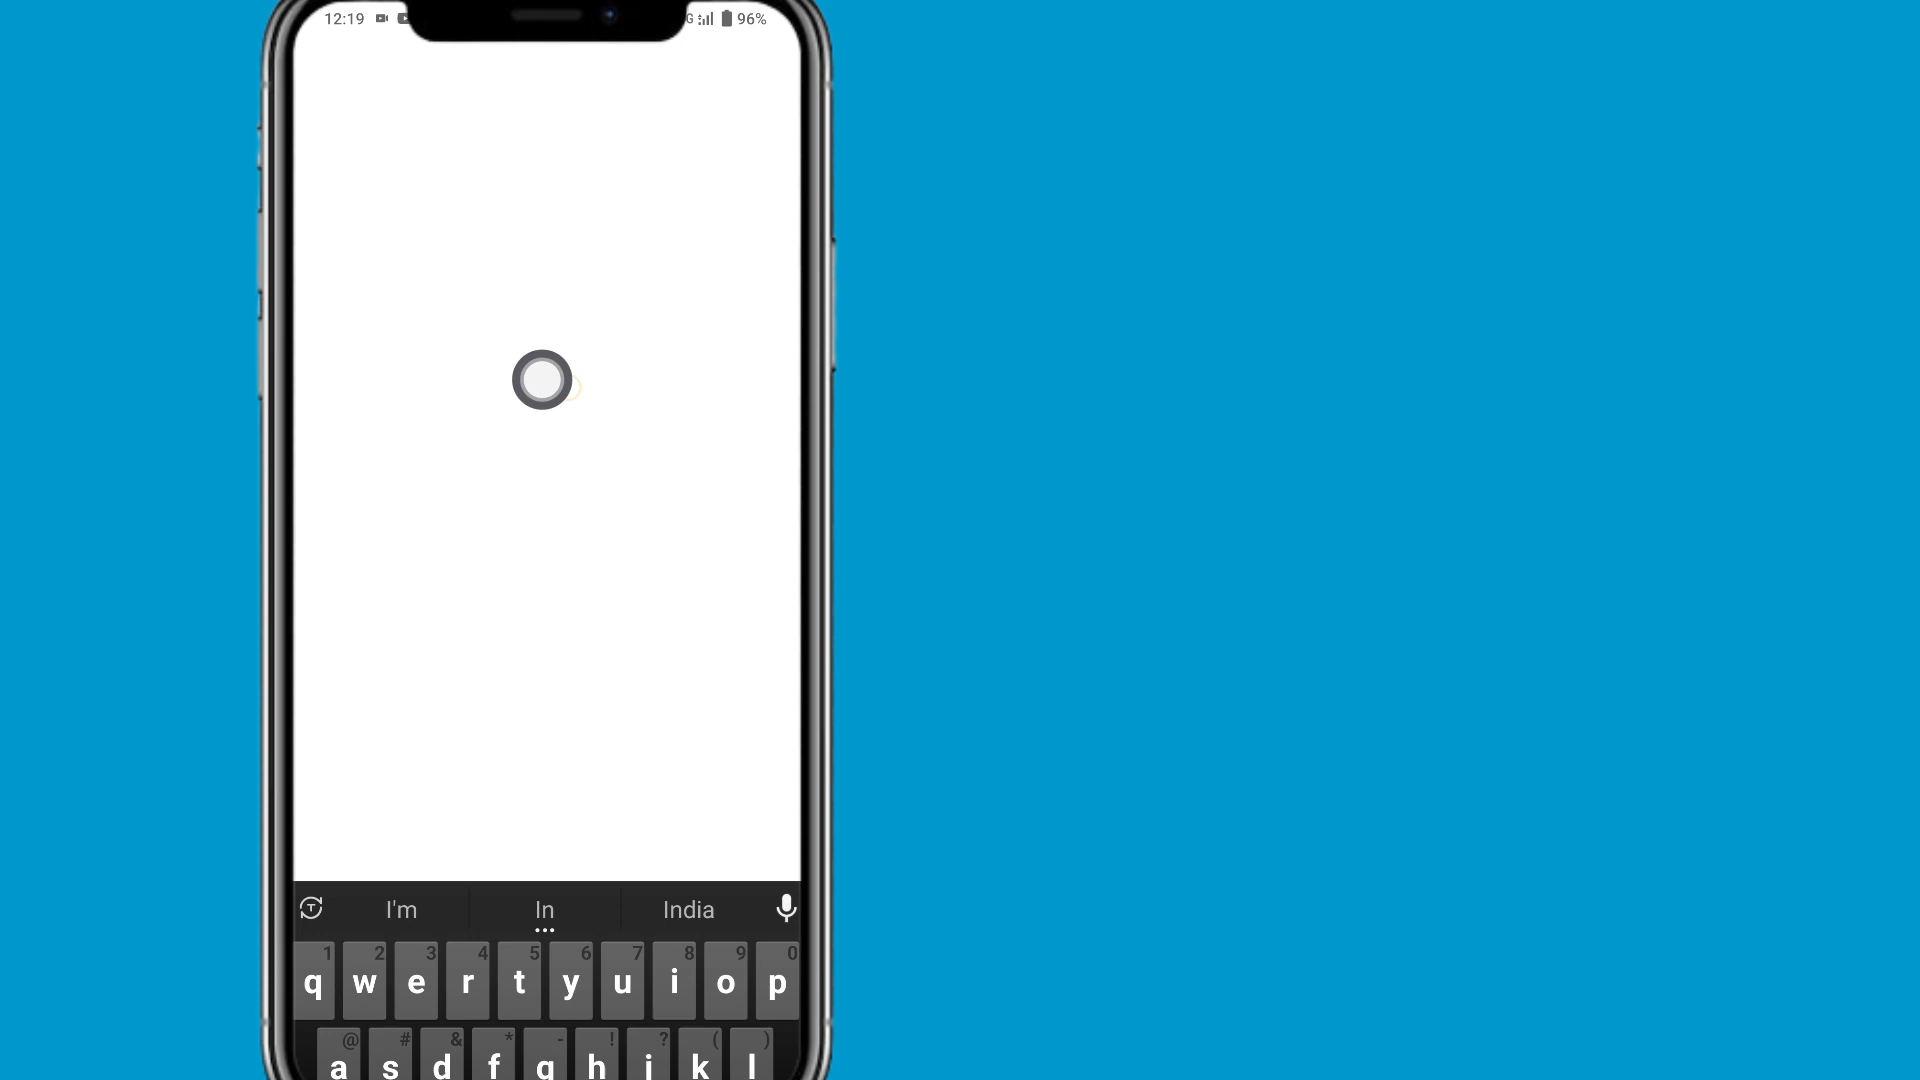 12:19 G 96%
I'm In India
1 2 3 4 5 6 7 8 9 0
q w e r t y u i o p
@ # & * - ! ? ( )
a s d f g h j k l